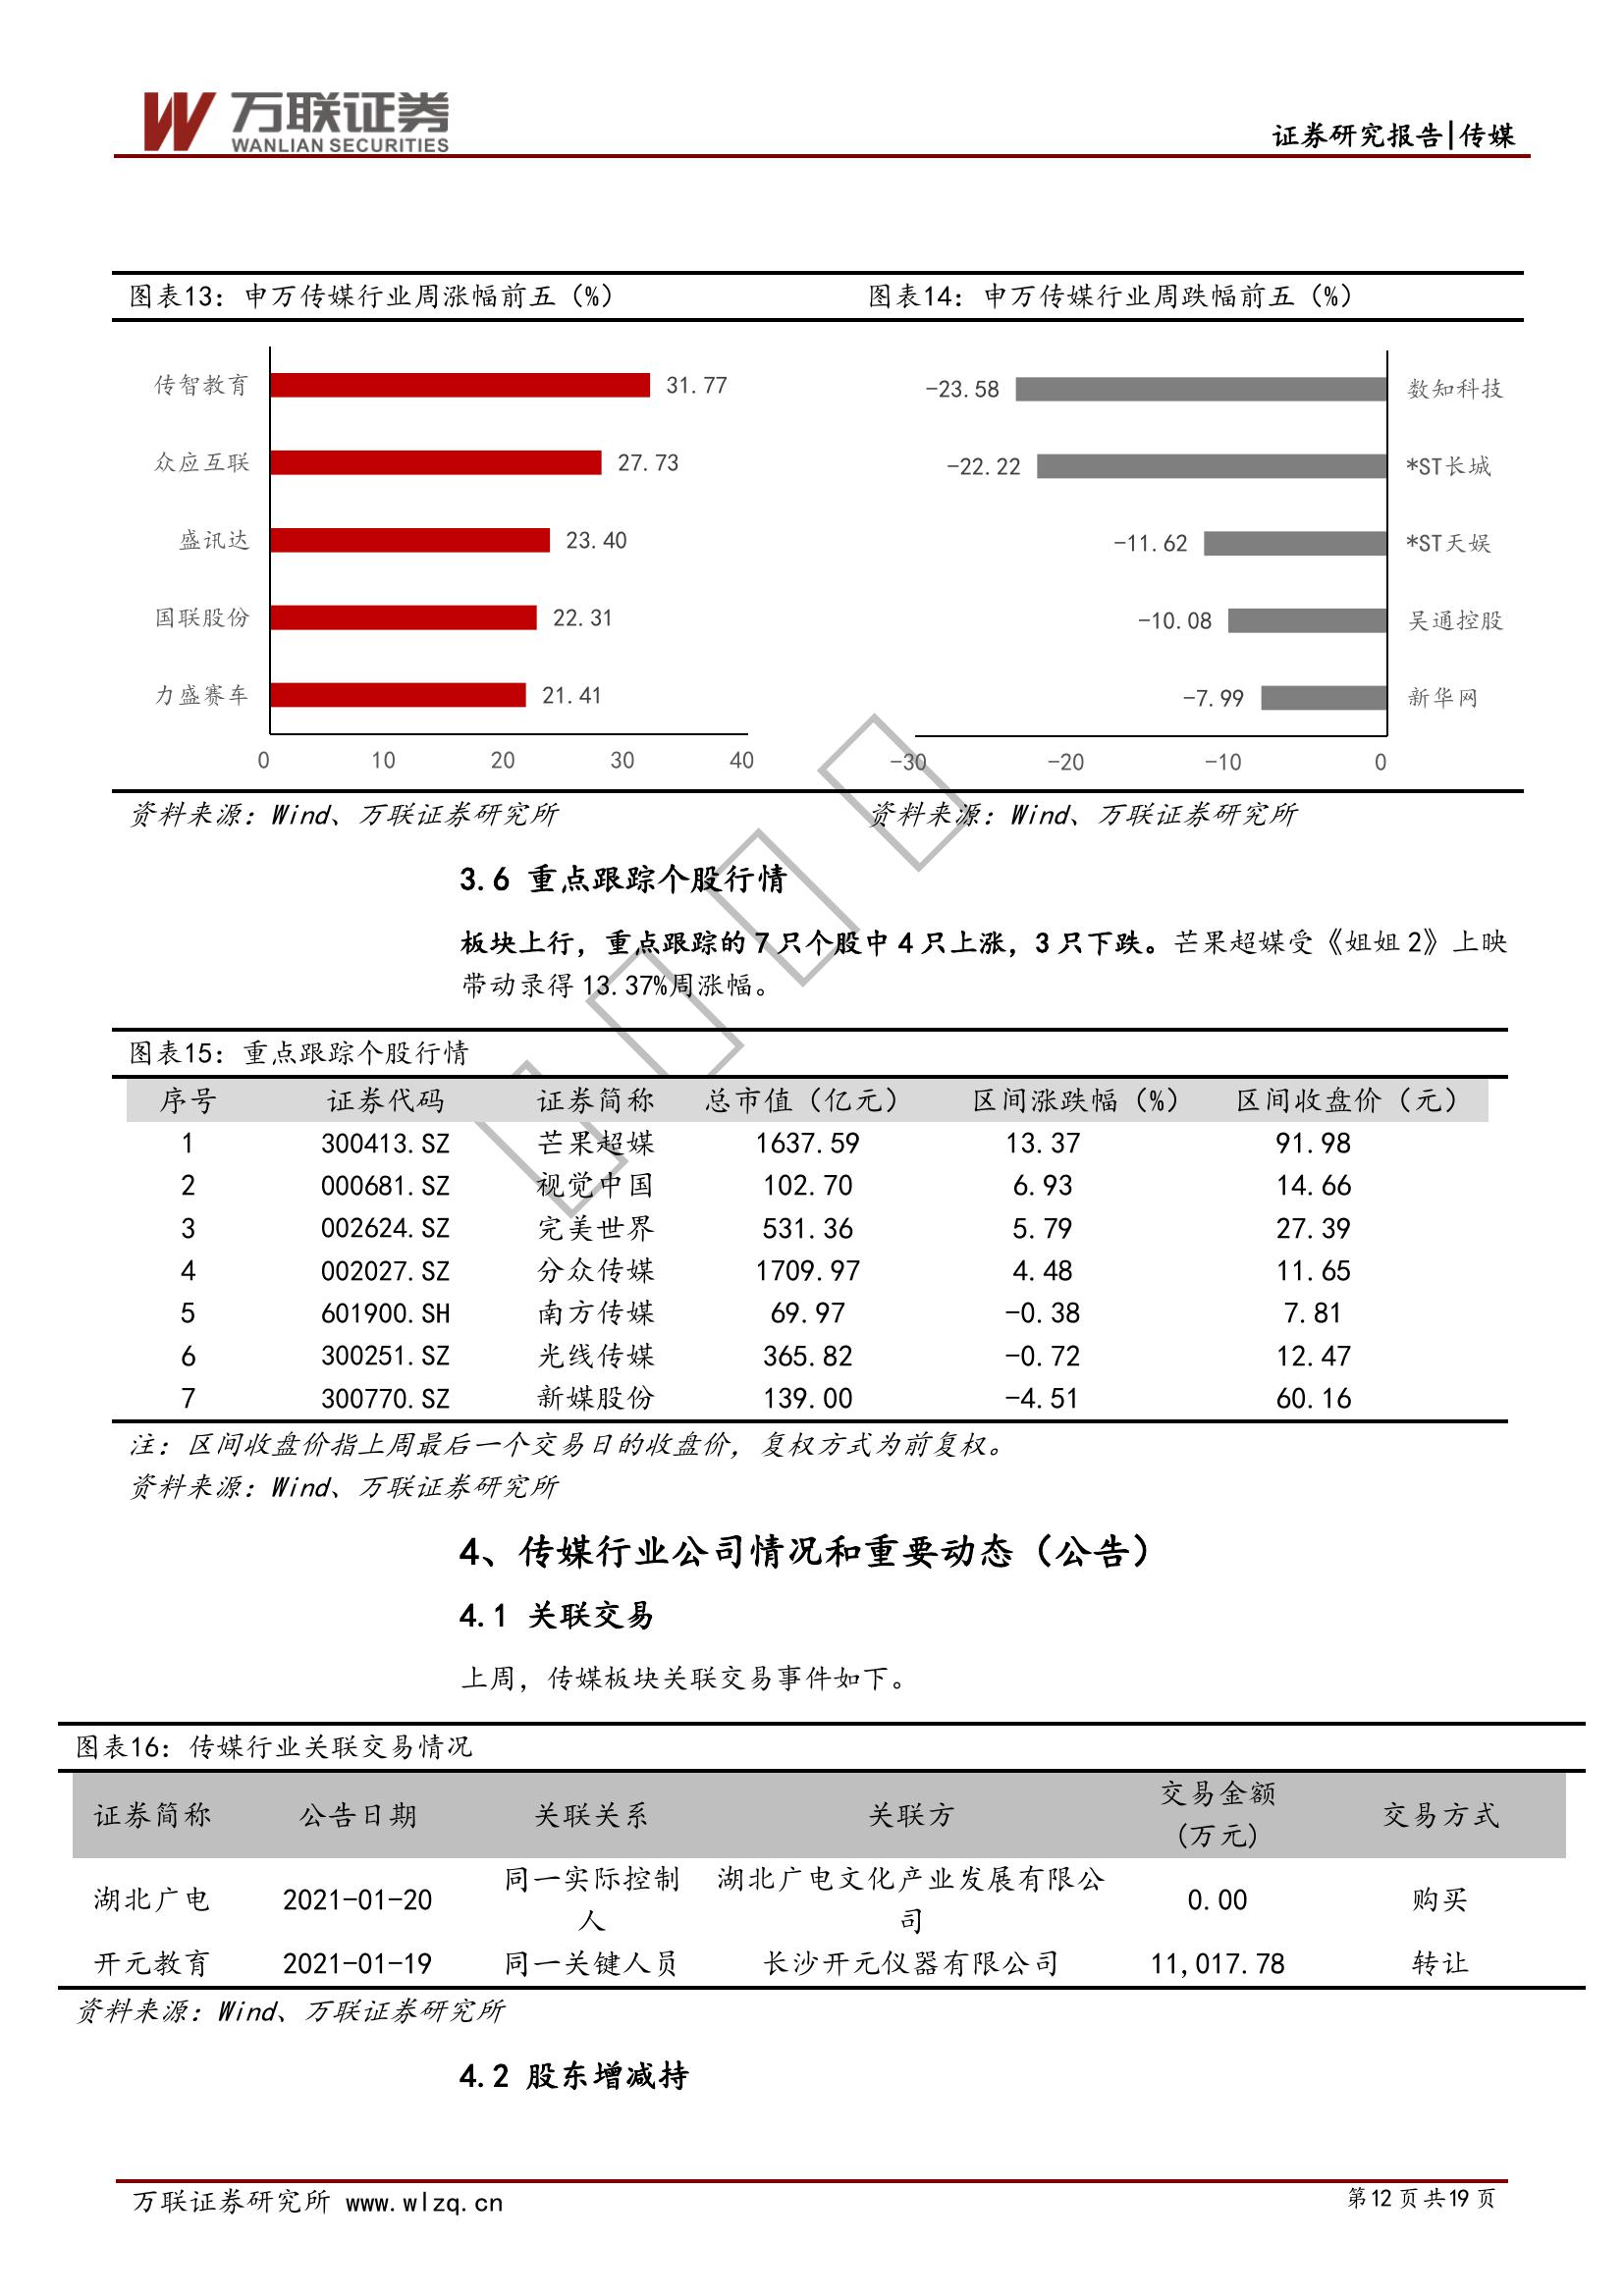 万联证券
WANLIAN SECURITIES
证券研究报告|传媒
图表13：申万传媒行业周涨幅前五（%）
传智教育 31.77
众应互联 27.73
盛讯达 23.40
国联股份 22.31
力盛赛车 21.41
0 10 20 30 40
资料来源：Wind、万联证券研究所
图表14：申万传媒行业周跌幅前五（%）
-23.58 数知科技
-22.22 *ST长城
-11.62 *ST天娱
-10.08 吴通控股
-7.99 新华网
-30 -20 -10 0
资料来源：Wind、万联证券研究所
3.6 重点跟踪个股行情
板块上行，重点跟踪的 7 只个股中 4 只上涨，3 只下跌。芒果超媒受《姐姐 2》上映
带动录得 13.37%周涨幅。
图表15：重点跟踪个股行情
序号 证券代码 证券简称 总市值（亿元） 区间涨跌幅（%） 区间收盘价（元）
1 300413.SZ 芒果超媒 1637.59 13.37 91.98
2 000681.SZ 视觉中国 102.70 6.93 14.66
3 002624.SZ 完美世界 531.36 5.79 27.39
4 002027.SZ 分众传媒 1709.97 4.48 11.65
5 601900.SH 南方传媒 69.97 -0.38 7.81
6 300251.SZ 光线传媒 365.82 -0.72 12.47
7 300770.SZ 新媒股份 139.00 -4.51 60.16
注：区间收盘价指上周最后一个交易日的收盘价，复权方式为前复权。
资料来源：Wind、万联证券研究所
4、传媒行业公司情况和重要动态（公告）
4.1 关联交易
上周，传媒板块关联交易事件如下。
图表16：传媒行业关联交易情况
证券简称 公告日期 关联关系 关联方 交易金额 交易方式
(万元)
湖北广电 2021-01-20 同一实际控制 湖北广电文化产业发展有限公 0.00 购买
人 司
开元教育 2021-01-19 同一关键人员 长沙开元仪器有限公司 11,017.78 转让
资料来源：Wind、万联证券研究所
4.2 股东增减持
万联证券研究所 www.wlzq.cn
第12页共19页